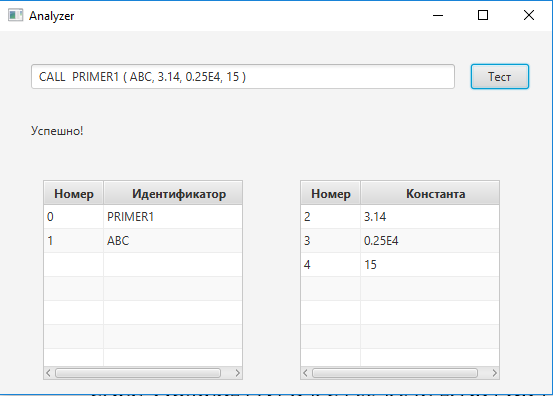 Analyzer
CALL  PRIMER1 ( ABC, 3.14, 0.25E4, 15 )
Тест
Успешно!
Номер Идентификатор
0 PRIMER1
1 ABC
Номер Константа
2 3.14
3 0.25E4
4 15